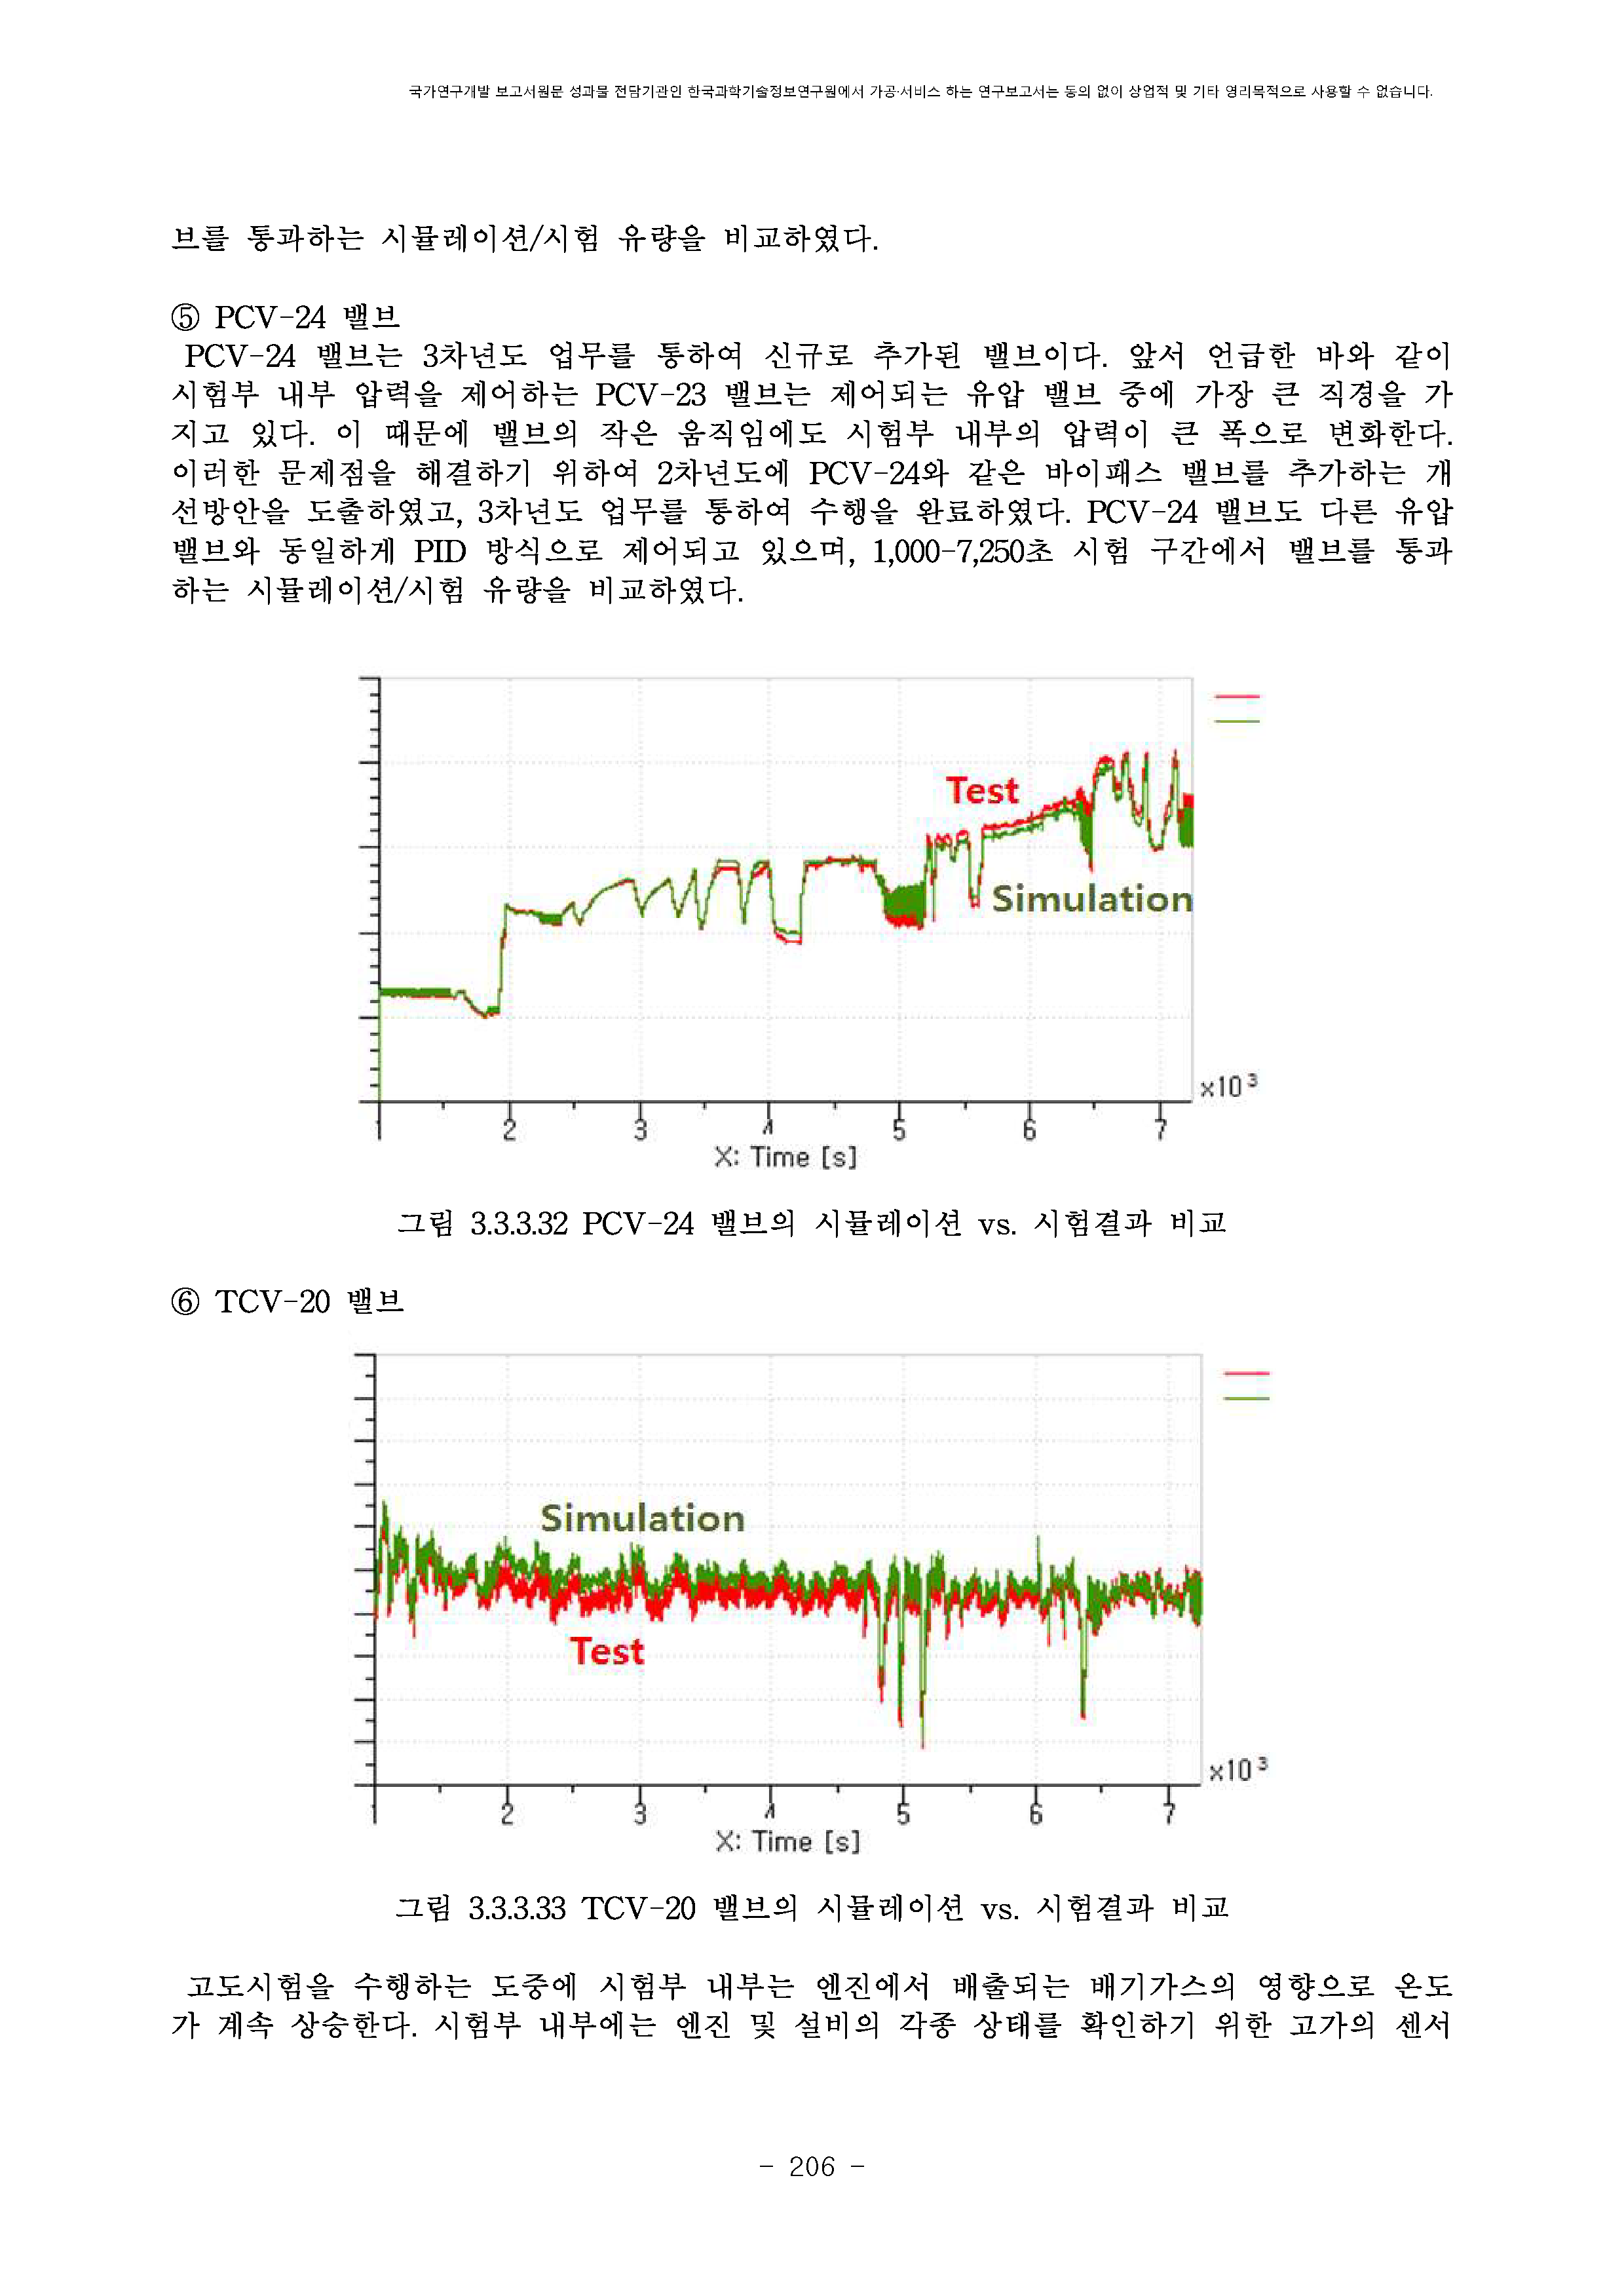 국가연구개발 보고서원문 성과물 전담기관인 한국과학기술정보연구원에서 가공·서비스 하는 연구보고서는 동의 없이 상업적 및 기타 영리목적으로 사용할 수 없습니다.
브를 통과하는 시뮬레이션/시험 유량을 비교하였다.
⑤ PCV-24 밸브
PCV-24 밸브는 3차년도 업무를 통하여 신규로 추가된 밸브이다. 앞서 언급한 바와 같이
시험부 내부 압력을 제어하는 PCV-23 밸브는 제어되는 유압 밸브 중에 가장 큰 직경을 가
지고 있다. 이 때문에 밸브의 작은 움직임에도 시험부 내부의 압력이 큰 폭으로 변화한다.
이러한 문제점을 해결하기 위하여 2차년도에 PCV-24와 같은 바이패스 밸브를 추가하는 개
선방안을 도출하였고, 3차년도 업무를 통하여 수행을 완료하였다. PCV-24 밸브도 다른 유압
밸브와 동일하게 PID 방식으로 제어되고 있으며, 1,000-7,250초 시험 구간에서 밸브를 통과
하는 시뮬레이션/시험 유량을 비교하였다.
Test
Simulation
x10³
1 2 3 4 5 6 7
X: Time [s]
그림 3.3.3.32 PCV-24 밸브의 시뮬레이션 vs. 시험결과 비교
⑥ TCV-20 밸브
Simulation
Test
x10³
1 2 3 4 5 6 7
X: Time [s]
그림 3.3.3.33 TCV-20 밸브의 시뮬레이션 vs. 시험결과 비교
고도시험을 수행하는 도중에 시험부 내부는 엔진에서 배출되는 배기가스의 영향으로 온도
가 계속 상승한다. 시험부 내부에는 엔진 및 설비의 각종 상태를 확인하기 위한 고가의 센서
- 206 -